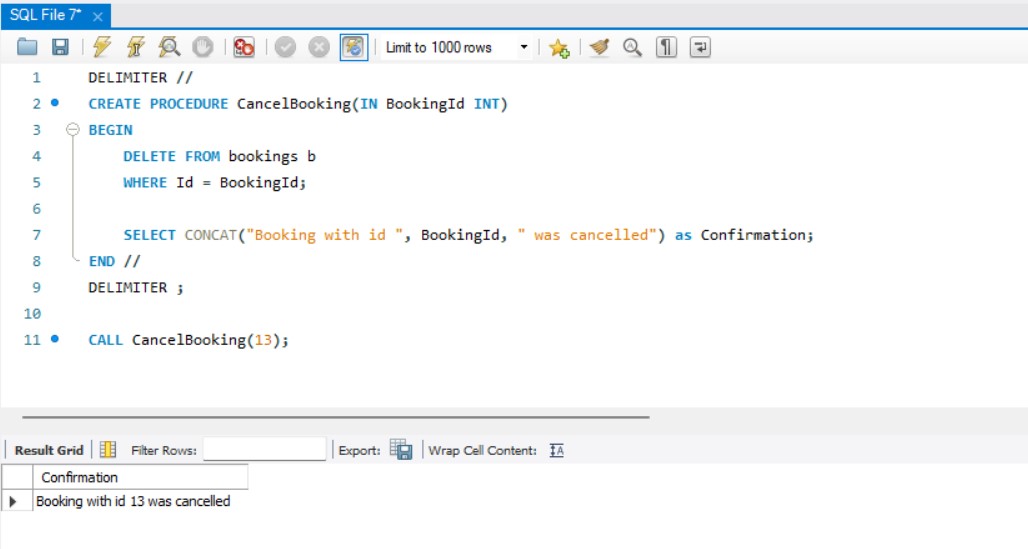 SQL File 7*
Limit to 1000 rows
1 DELIMITER //
2 CREATE PROCEDURE CancelBooking(IN BookingId INT)
3 BEGIN
4 DELETE FROM bookings b
5 WHERE Id = BookingId;
6
7 SELECT CONCAT("Booking with id ", BookingId, " was cancelled") as Confirmation;
8 END //
9 DELIMITER ;
10
11 CALL CancelBooking(13);
Result Grid Filter Rows: Export: Wrap Cell Content:
Confirmation
Booking with id 13 was cancelled